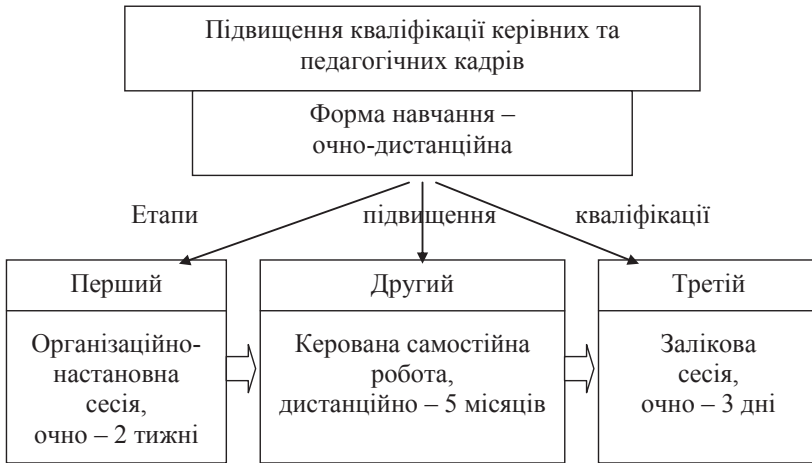 Підвищення кваліфікації керівних та
педагогічних кадрів
Форма навчання –
очно-дистанційна
Етапи підвищення кваліфікації
Перший
Організаційно-
настановна
сесія,
очно – 2 тижні
Другий
Керована самостійна
робота,
дистанційно – 5 місяців
Третій
Залікова
сесія,
очно – 3 дні